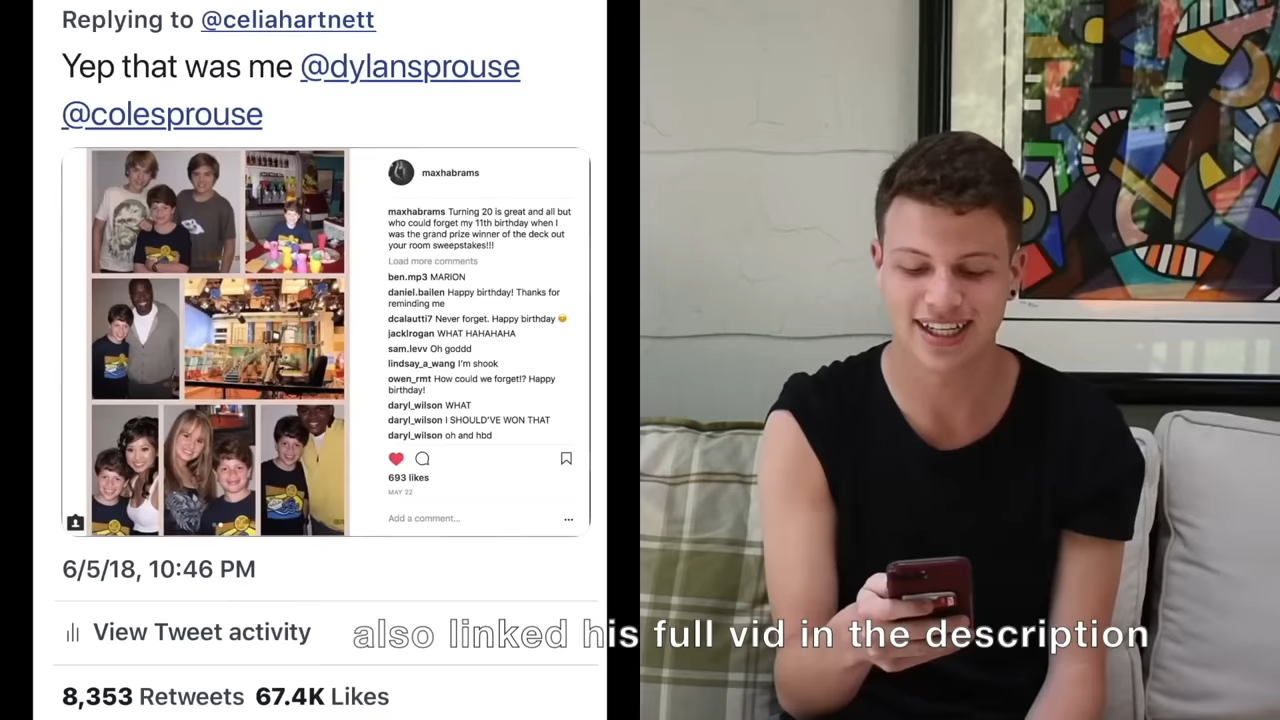 Replying to @celiahartnett
Yep that was me @dylansprouse
@colesprouse
maxhabrams
maxhabrams Turning 20 is great and all but
who could forget my 11th birthday when I
was the grand prize winner of the deck out
your room sweepstakes!!!
Load more comments
ben.mp3 MARION
daniel.bailen Happy birthday! Thanks for
reminding me
dcalautti7 Never forget. Happy birthday 😊
jacklrogan WHAT HAHAHAHA
sam.levv Oh goddd
lindsay_a_wang I'm shook
owen_rmt How could we forget!? Happy
birthday!
daryl_wilson WHAT
daryl_wilson I SHOULD'VE WON THAT
daryl_wilson oh and hbd
693 likes
MAY 22
Add a comment...
6/5/18, 10:46 PM
View Tweet activity
also linked his full vid in the description
8,353 Retweets 67.4K Likes